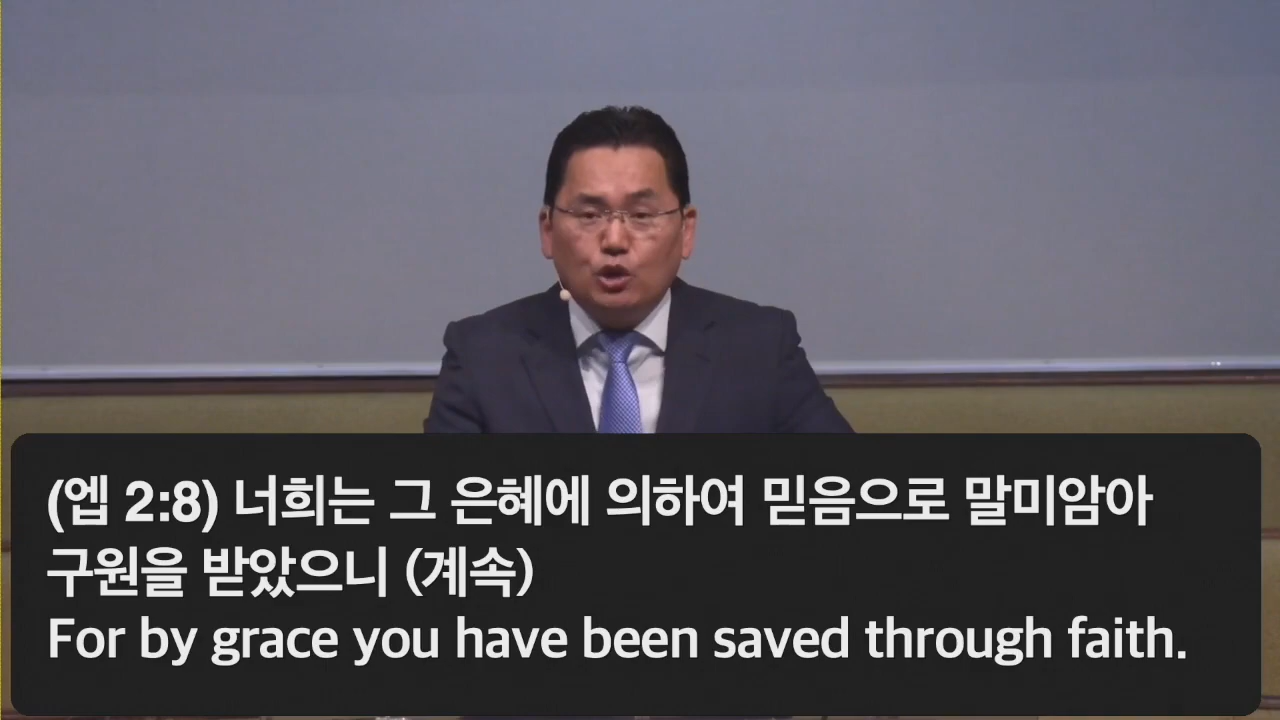 (엡 2:8) 너희는 그 은혜에 의하여 믿음으로 말미암아
구원을 받았으니 (계속)
For by grace you have been saved through faith.